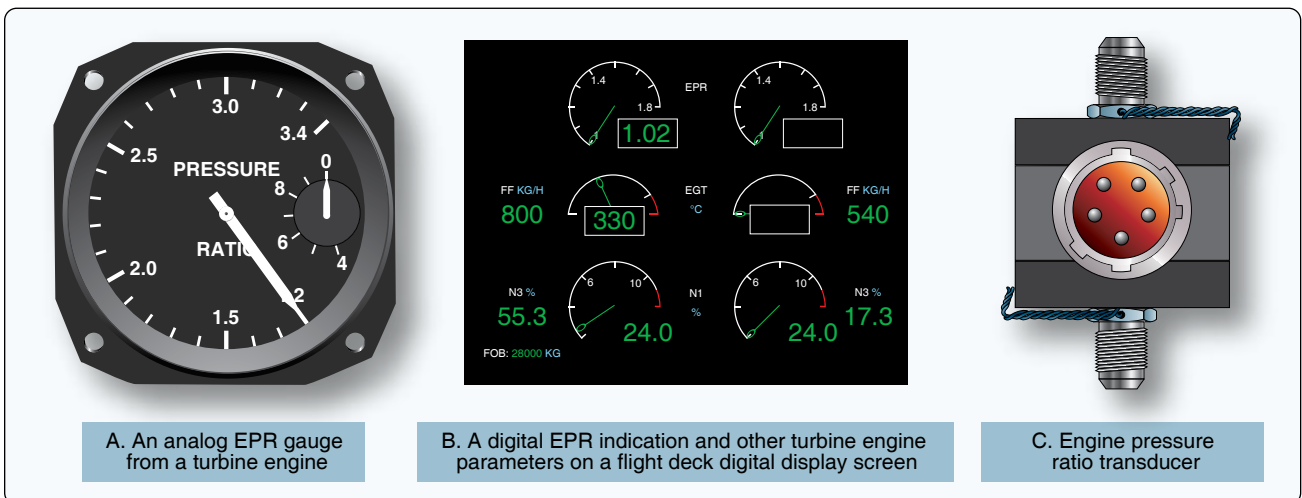 3.0
3.4
2.5
PRESSURE
0
8
RATIO
6
4
2.0
1.2
1.5
1.4
EPR
1.4
1.8
1.8
1
1.02
1
FF KG/H
EGT
FF KG/H
800
330
°C
540
6
10
N1
6
10
N3 %
%
N3 %
55.3
24.0
24.0
17.3
FOB: 28000 KG
A. An analog EPR gauge
from a turbine engine
B. A digital EPR indication and other turbine engine
parameters on a flight deck digital display screen
C. Engine pressure
ratio transducer